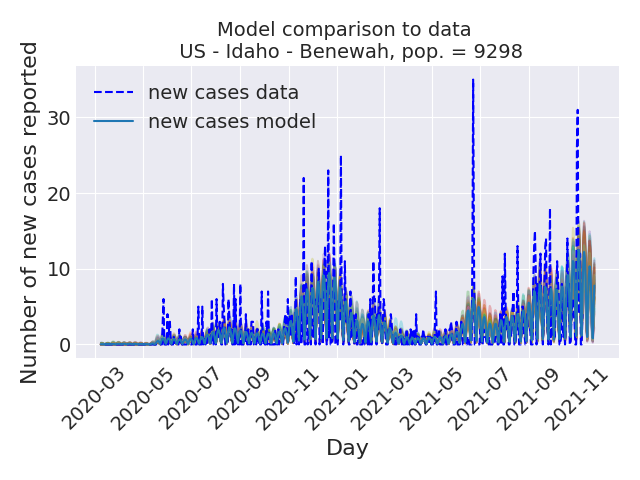 Model comparison to data
US - Idaho - Benewah, pop. = 9298
Number of new cases reported
30
20
10
0
new cases data
new cases model
2020-03
2020-05
2020-07
2020-09
2020-11
2021-01
2021-03
2021-05
2021-07
2021-09
2021-11
Day